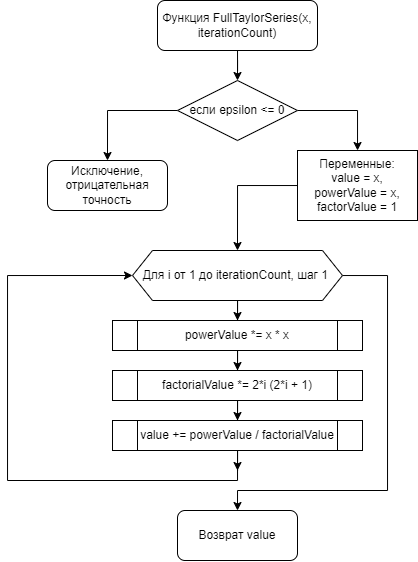 Функция FullTaylorSeries(x,
iterationCount)
если epsilon <= 0
Исключение,
отрицательная
точность
Переменные:
value = x,
powerValue = x,
factorValue = 1
Для i от 1 до iterationCount, шаг 1
powerValue *= x * x
factorialValue *= 2*i (2*i + 1)
value += powerValue / factorialValue
Возврат value